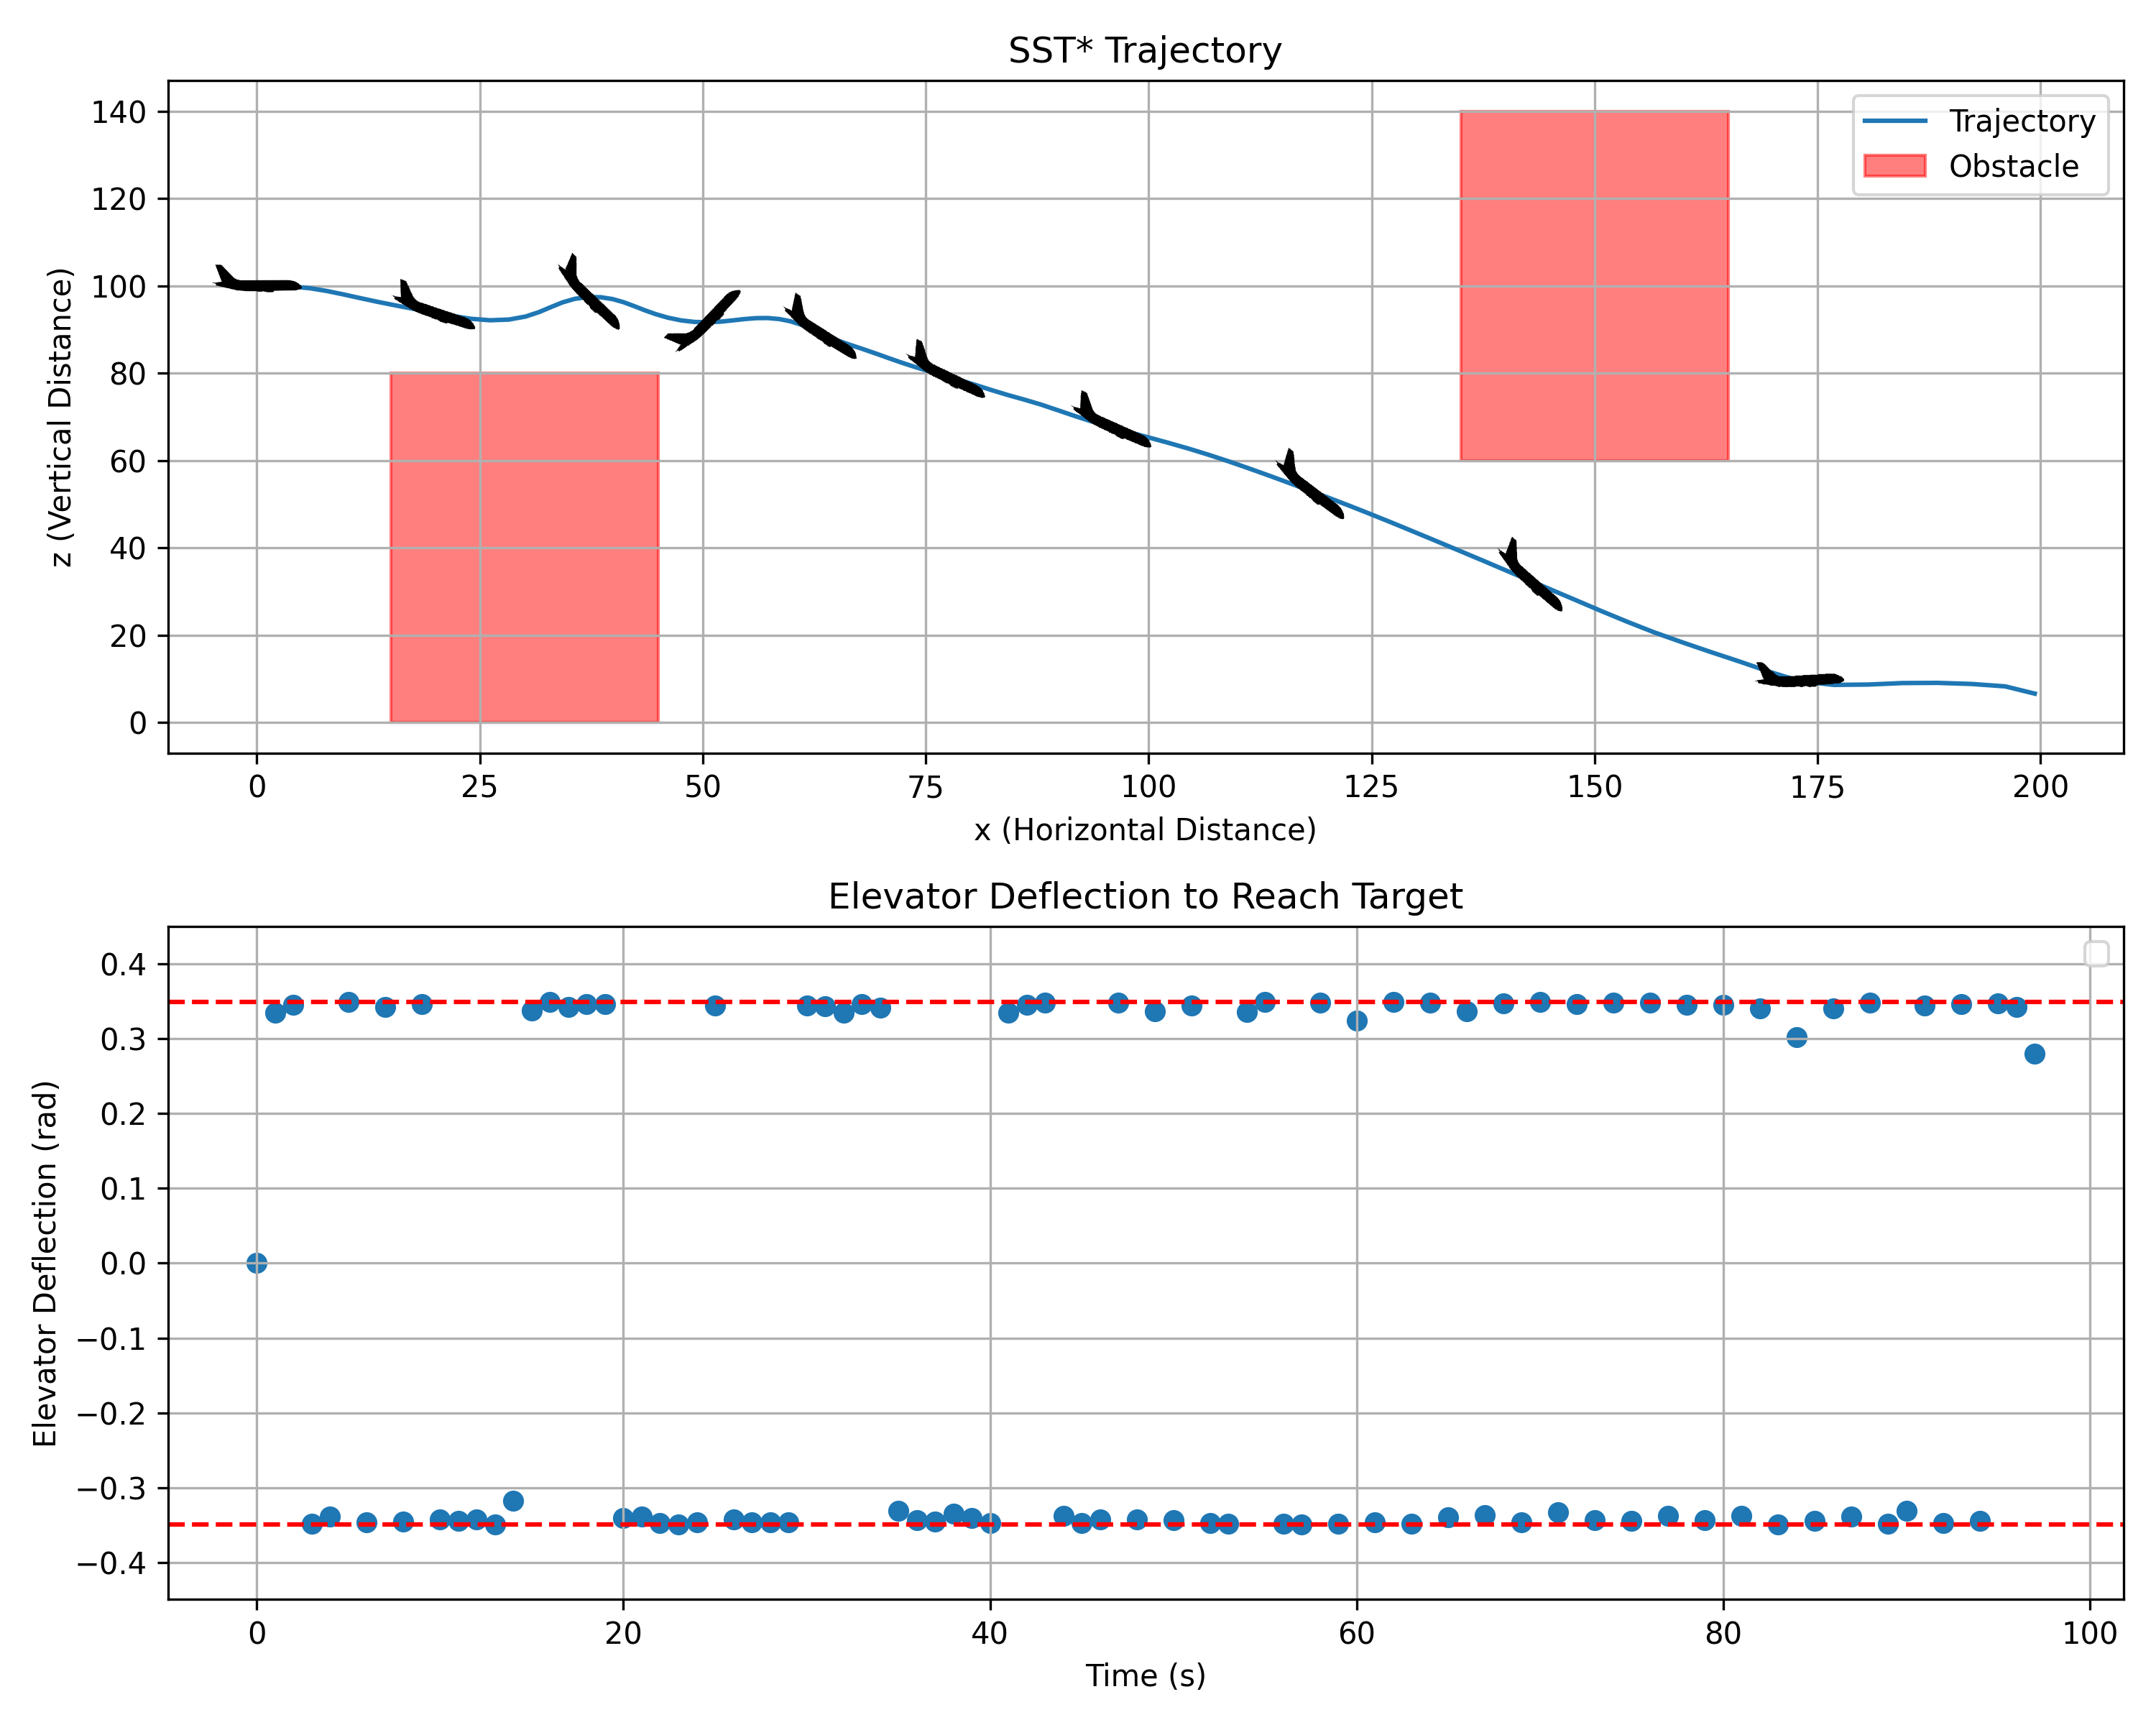 SST* Trajectory
Trajectory
Obstacle
z (Vertical Distance)
140
120
100
80
60
40
20
0
0 25 50 75 100 125 150 175 200
x (Horizontal Distance)
Elevator Deflection to Reach Target
Elevator Deflection (rad)
0.4
0.3
0.2
0.1
0.0
−0.1
−0.2
−0.3
−0.4
0 20 40 60 80 100
Time (s)